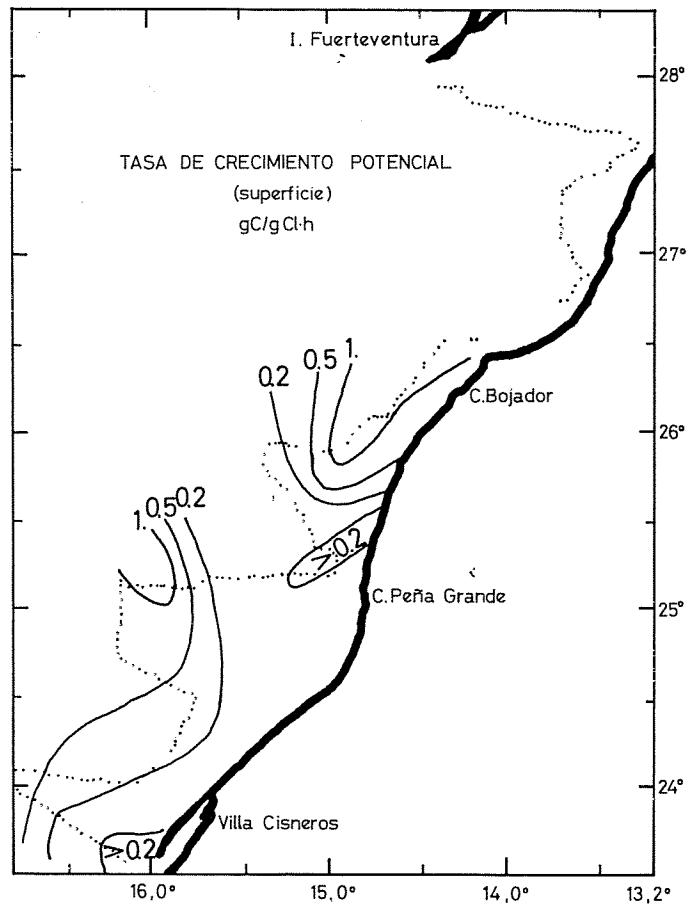 I. Fuerteventura
28°
TASA DE CRECIMIENTO POTENCIAL
(superficie)
gC/gCl·h
27°
0.2 0.5 1.
C.Bojador
26°
1. 0.5 0.2
>0.2
C.Peña Grande
25°
24°
Villa Cisneros
≥0.2
16,0° 15,0° 14,0° 13,2°